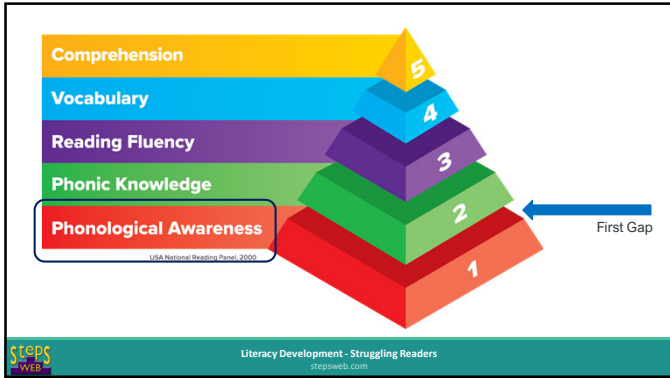 Comprehension
5
Vocabulary
4
Reading Fluency
3
Phonic Knowledge
2
First Gap
Phonological Awareness
1
USA National Reading Panel, 2000
steps
WEB
Literacy Development - Struggling Readers
stepsweb.com